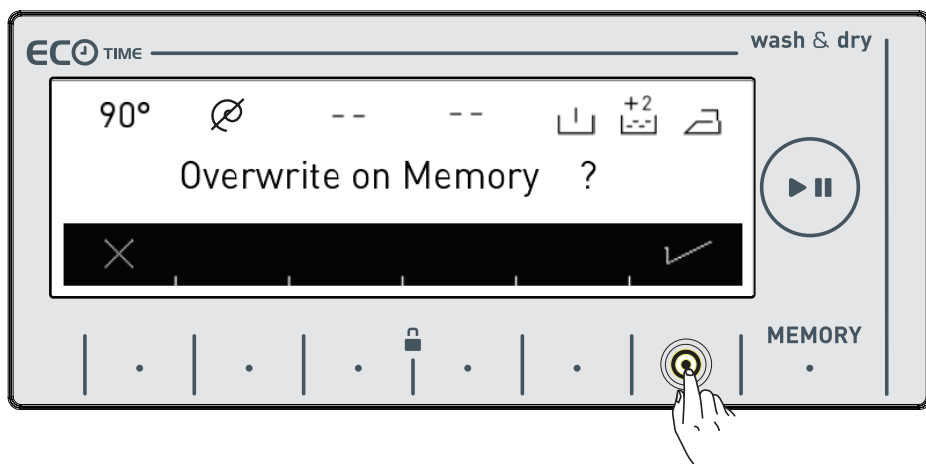 ECO TIME
wash & dry
90° -- -- +2
Overwrite on Memory ?
MEMORY